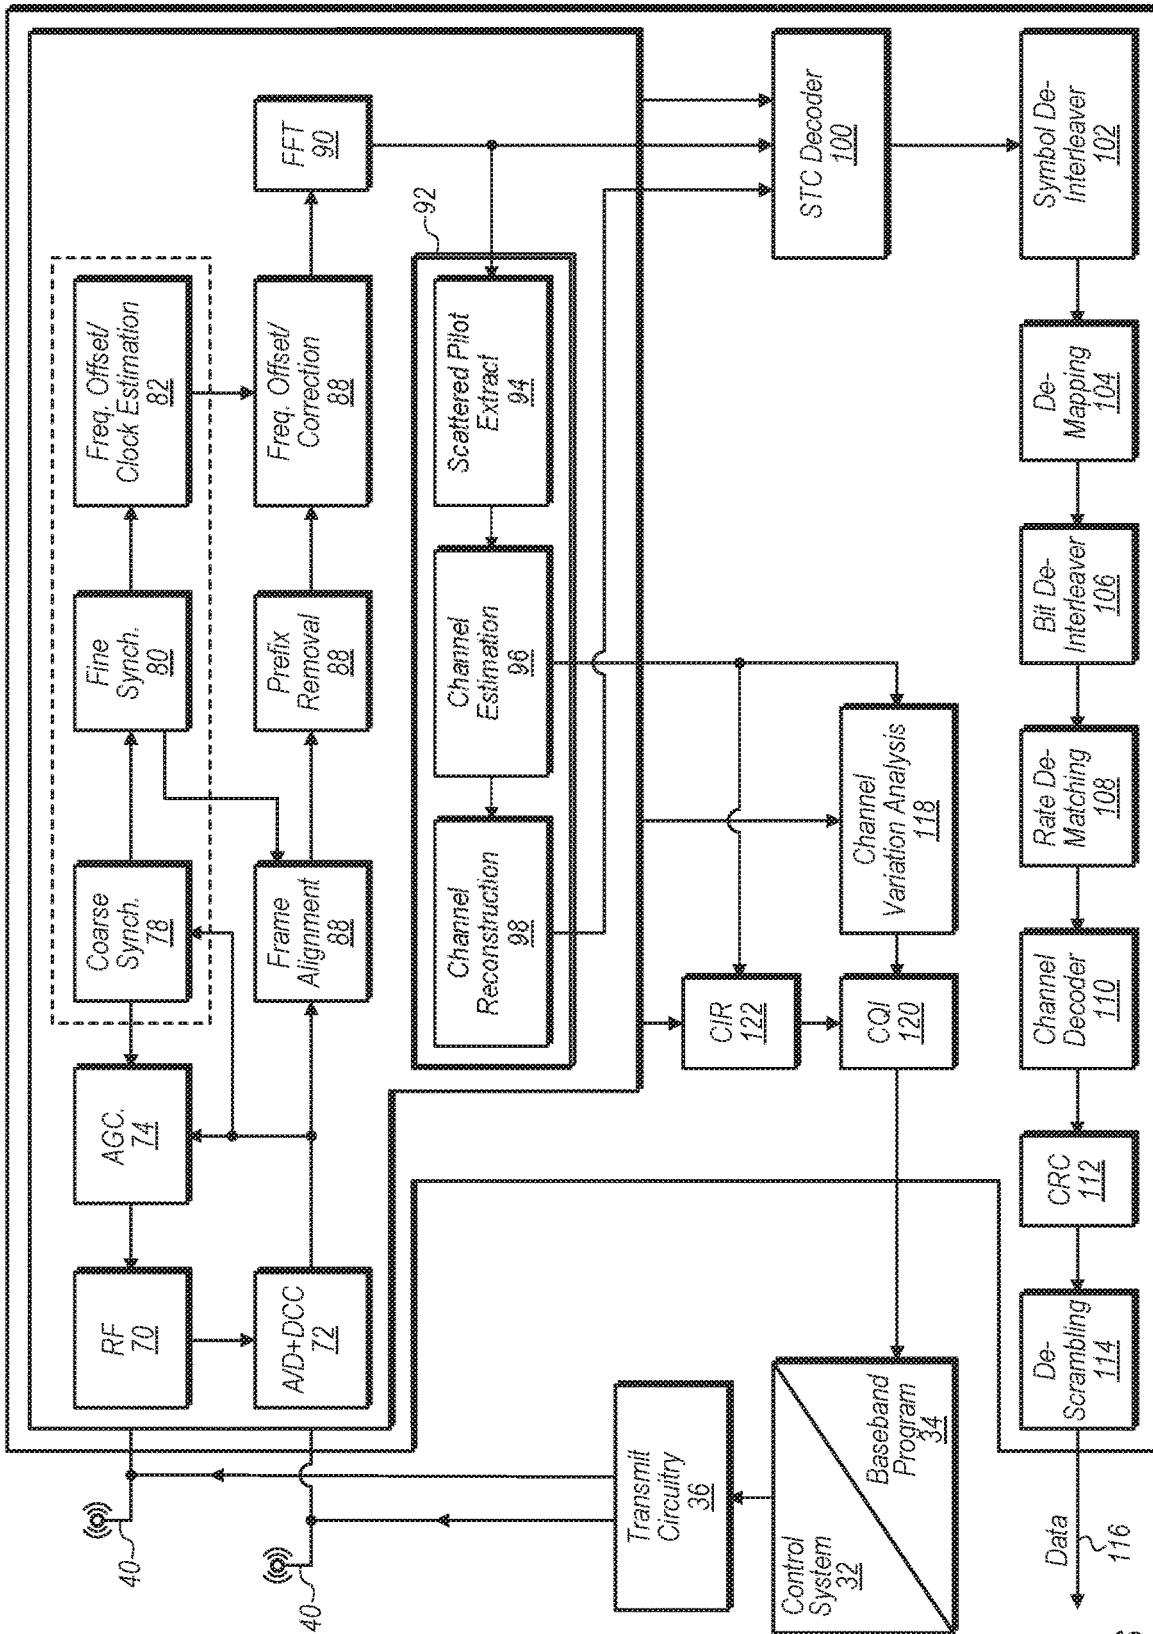 40
40
RF
70
AGC.
74
Coarse
Synch.
78
Fine
Synch.
80
Freq. Offset/
Clock Estimation
82
A/D+DCC
72
Frame
Alignment
88
Prefix
Removal
88
Freq. Offset/
Correction
88
FFT
90
92
Channel
Reconstruction
98
Channel
Estimation
96
Scattered Pilot
Extract
94
Transmit
Circuitry
36
CIR
122
Control
System
32
Baseband
Program
34
CQI
120
Channel
Variation Analysis
118
STC Decoder
100
Data
116
De-
Scrambling
114
CRC
112
Channel
Decoder
110
Rate De-
Matching
108
Bit De-
Interleaver
106
De-
Mapping
104
Symbol De-
Interleaver
102